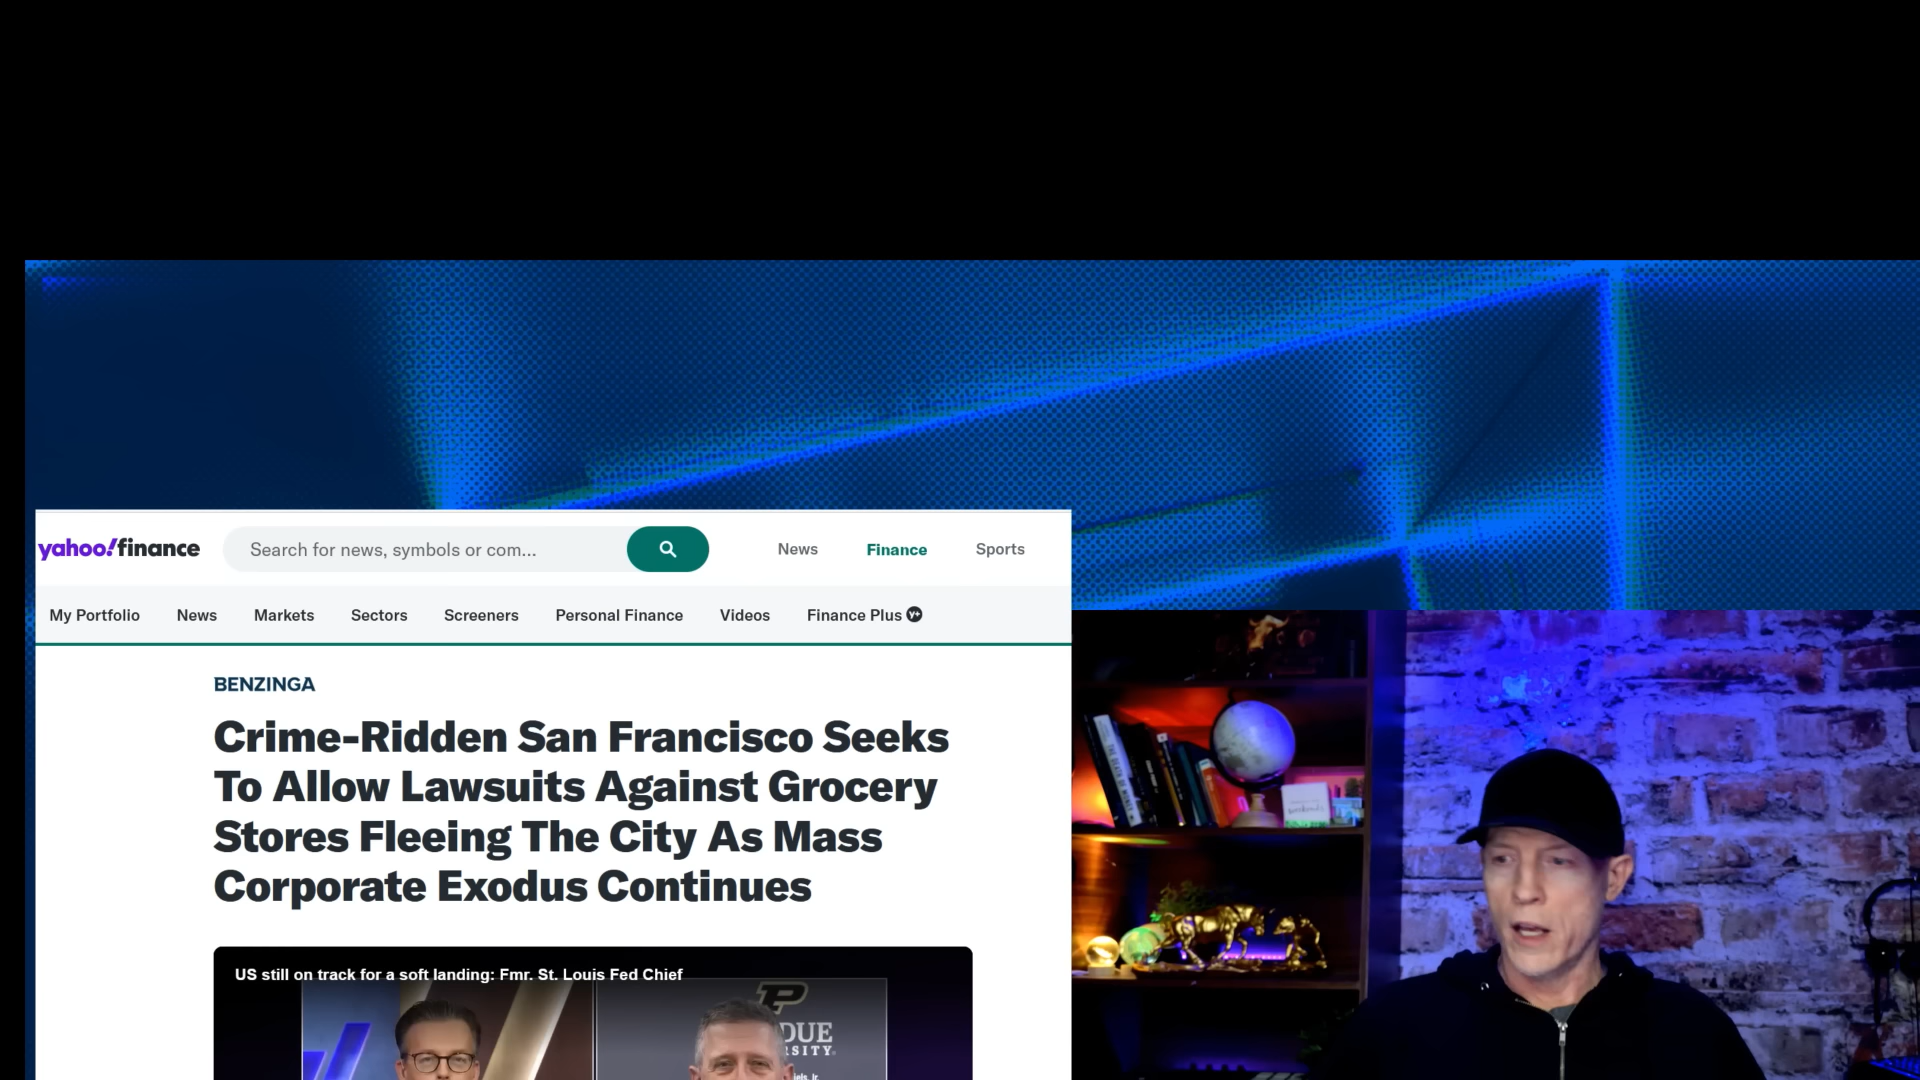 yahoo!finance
Search for news, symbols or com...
News
Finance
Sports
My Portfolio
News
Markets
Sectors
Screeners
Personal Finance
Videos
Finance Plus
BENZINGA
Crime-Ridden San Francisco Seeks
To Allow Lawsuits Against Grocery
Stores Fleeing The City As Mass
Corporate Exodus Continues
US still on track for a soft landing: Fmr. St. Louis Fed Chief
P